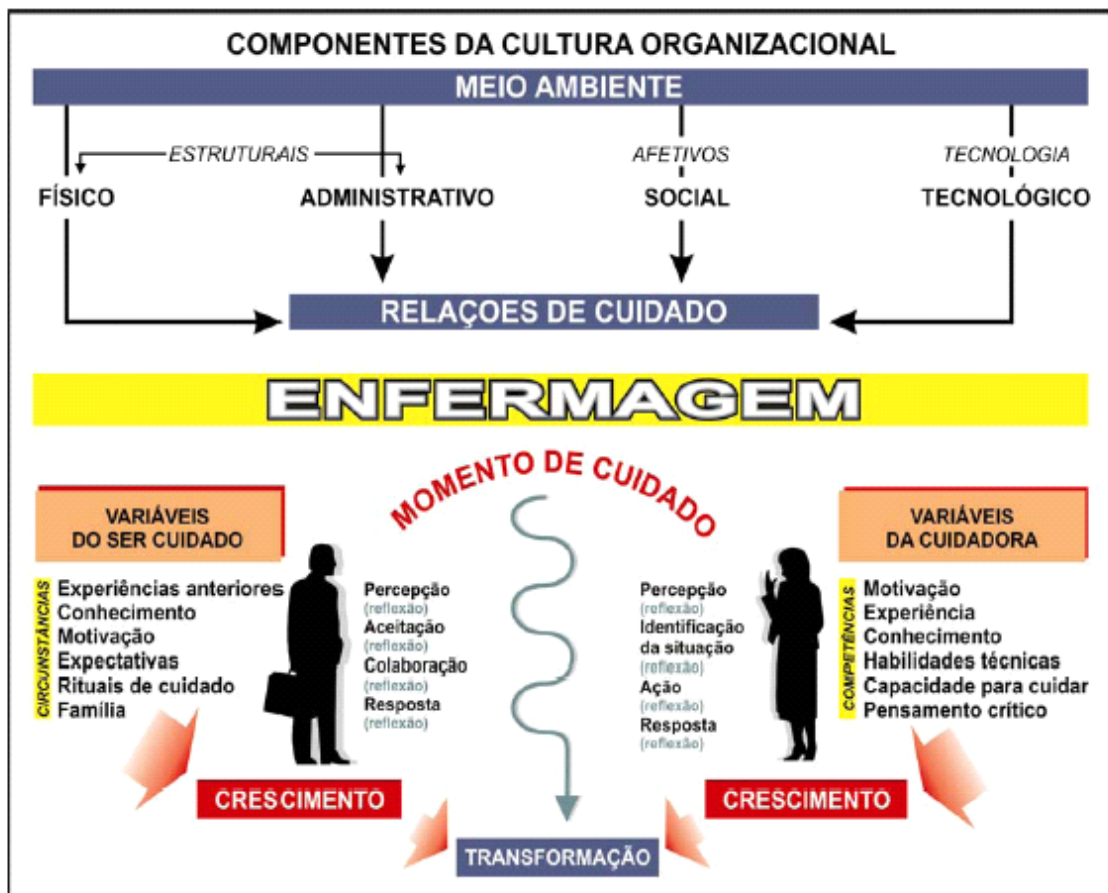 COMPONENTES DA CULTURA ORGANIZACIONAL
MEIO AMBIENTE
ESTRUTURAIS
AFETIVOS
TECNOLOGIA
FÍSICO
ADMINISTRATIVO
SOCIAL
TECNOLÓGICO
RELAÇOES DE CUIDADO
ENFERMAGEM
MOMENTO DE CUIDADO
VARIÁVEIS
DO SER CUIDADO
CIRCUNSTÂNCIAS
Experiências anteriores
Conhecimento
Motivação
Expectativas
Rituais de cuidado
Família
Percepção
(reflexão)
Aceitação
(reflexão)
Colaboração
(reflexão)
Resposta
(reflexão)
Percepção
(reflexão)
Identificação
da situação
(reflexão)
Ação
(reflexão)
Resposta
(reflexão)
VARIÁVEIS
DA CUIDADORA
COMPETÊNCIAS
Motivação
Experiência
Conhecimento
Habilidades técnicas
Capacidade para cuidar
Pensamento crítico
CRESCIMENTO
CRESCIMENTO
TRANSFORMAÇÃO